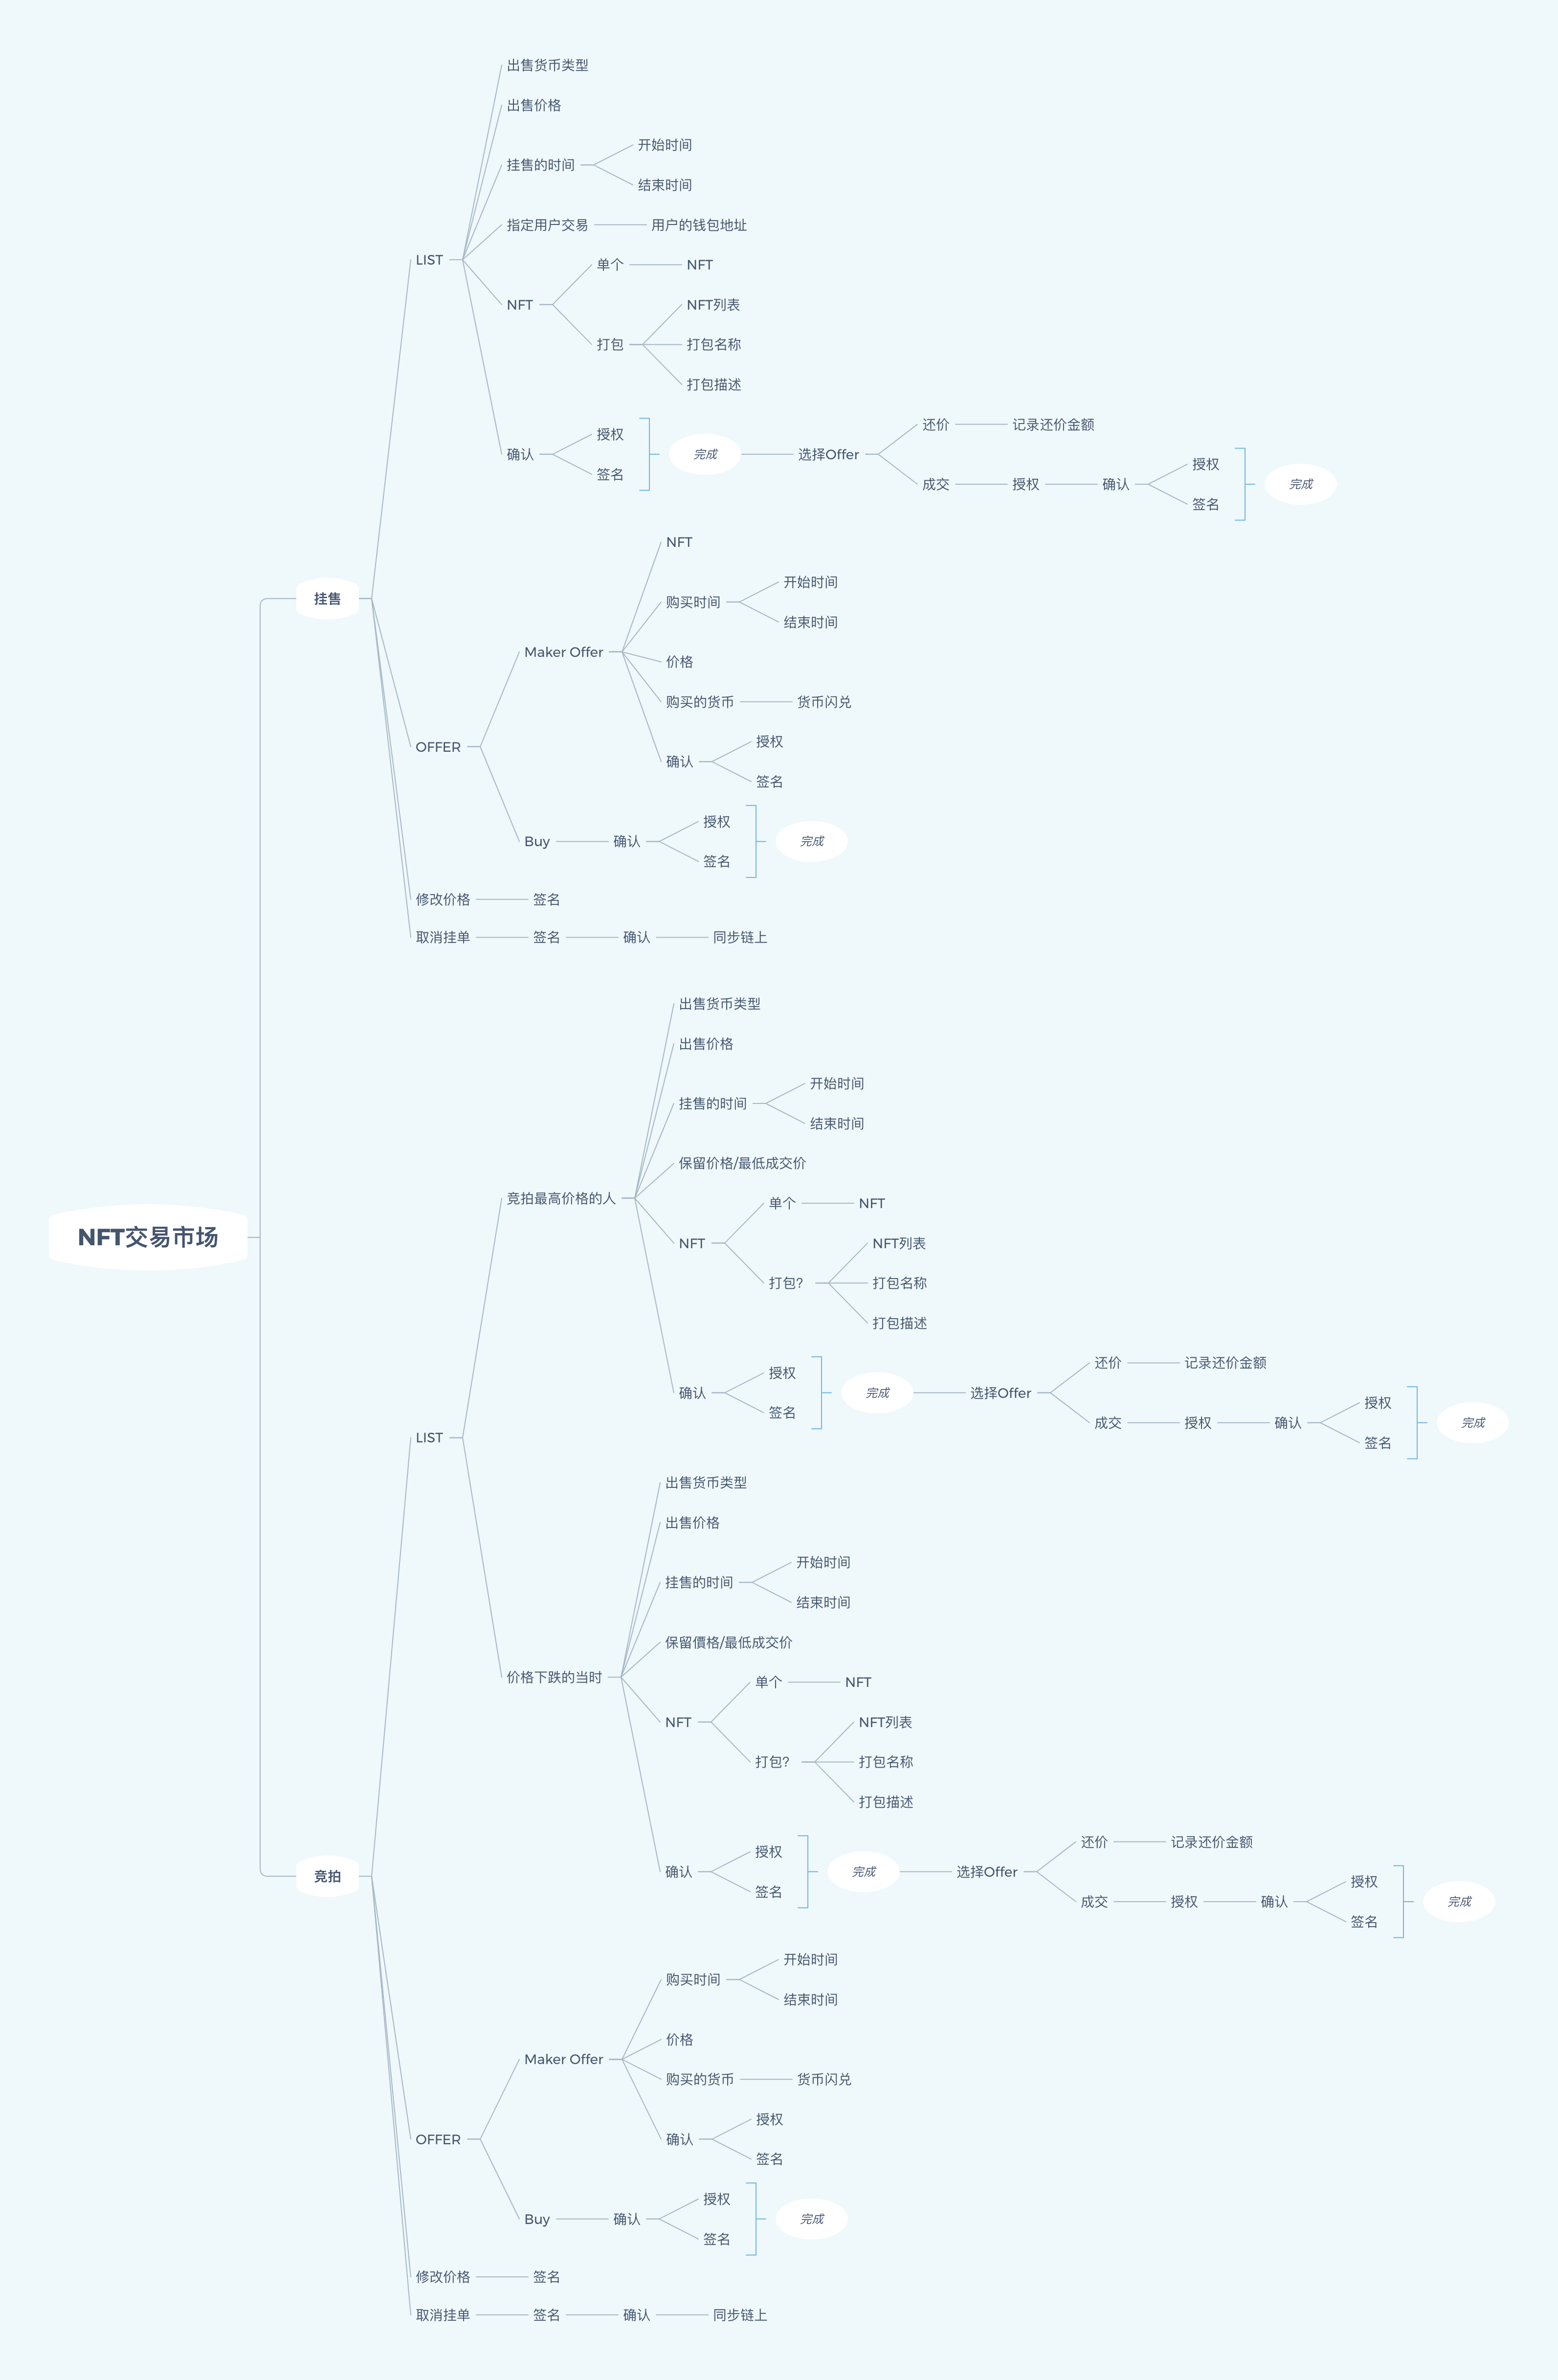 NFT交易市场
挂售
LIST
出售货币类型
出售价格
挂售的时间
开始时间
结束时间
指定用户交易
用户的钱包地址
NFT
单个
NFT
打包
NFT列表
打包名称
打包描述
确认
授权
签名
完成
选择Offer
还价
记录还价金额
成交
授权
确认
授权
签名
完成
OFFER
Maker Offer
NFT
购买时间
开始时间
结束时间
价格
购买的货币
货币闪兑
确认
授权
签名
Buy
确认
授权
签名
完成
修改价格
签名
取消挂单
签名
确认
同步链上
竞拍
LIST
竞拍最高价格的人
出售货币类型
出售价格
挂售的时间
开始时间
结束时间
保留价格/最低成交价
NFT
单个
NFT
打包?
NFT列表
打包名称
打包描述
确认
授权
签名
完成
选择Offer
还价
记录还价金额
成交
授权
确认
授权
签名
完成
价格下跌的当时
出售货币类型
出售价格
挂售的时间
开始时间
结束时间
保留價格/最低成交价
NFT
单个
NFT
打包?
NFT列表
打包名称
打包描述
确认
授权
签名
完成
选择Offer
还价
记录还价金额
成交
授权
确认
授权
签名
完成
OFFER
Maker Offer
购买时间
开始时间
结束时间
价格
购买的货币
货币闪兑
确认
授权
签名
Buy
确认
授权
签名
完成
修改价格
签名
取消挂单
签名
确认
同步链上